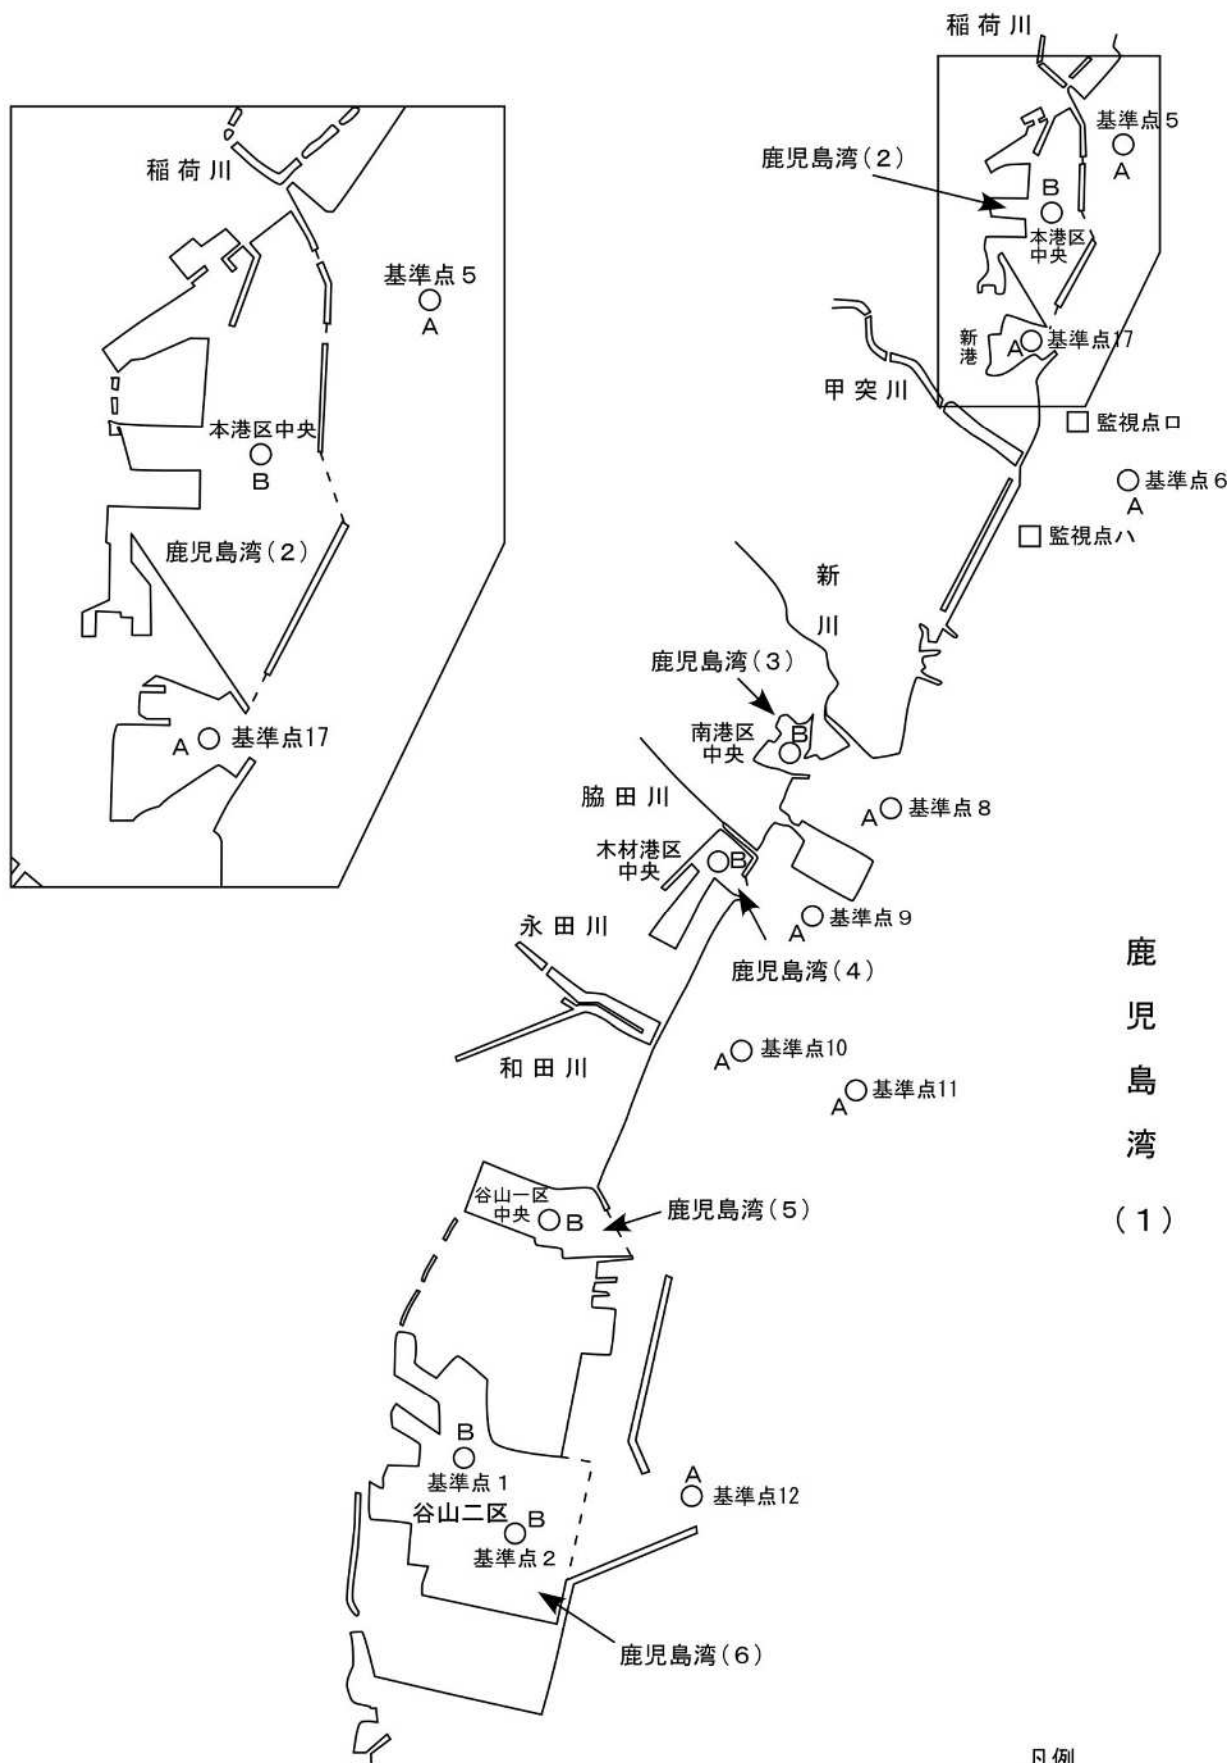 稲荷川
基準点5
A
本港区中央
B
鹿児島湾(2)
A
基準点17
稲荷川
基準点5
A
鹿児島湾(2)
B
本港区
中央
新港
A
基準点17
甲突川
監視点ロ
基準点6
A
監視点ハ
新川
鹿児島湾(3)
南港区
中央
B
脇田川
A
基準点8
木材港区
中央
B
A
基準点9
永田川
鹿児島湾(4)
和田川
A
基準点10
A
基準点11
鹿児島湾
(1)
谷山一区
中央
B
鹿児島湾(5)
B
基準点1
谷山二区
B
基準点2
A
基準点12
鹿児島湾(6)
凡例